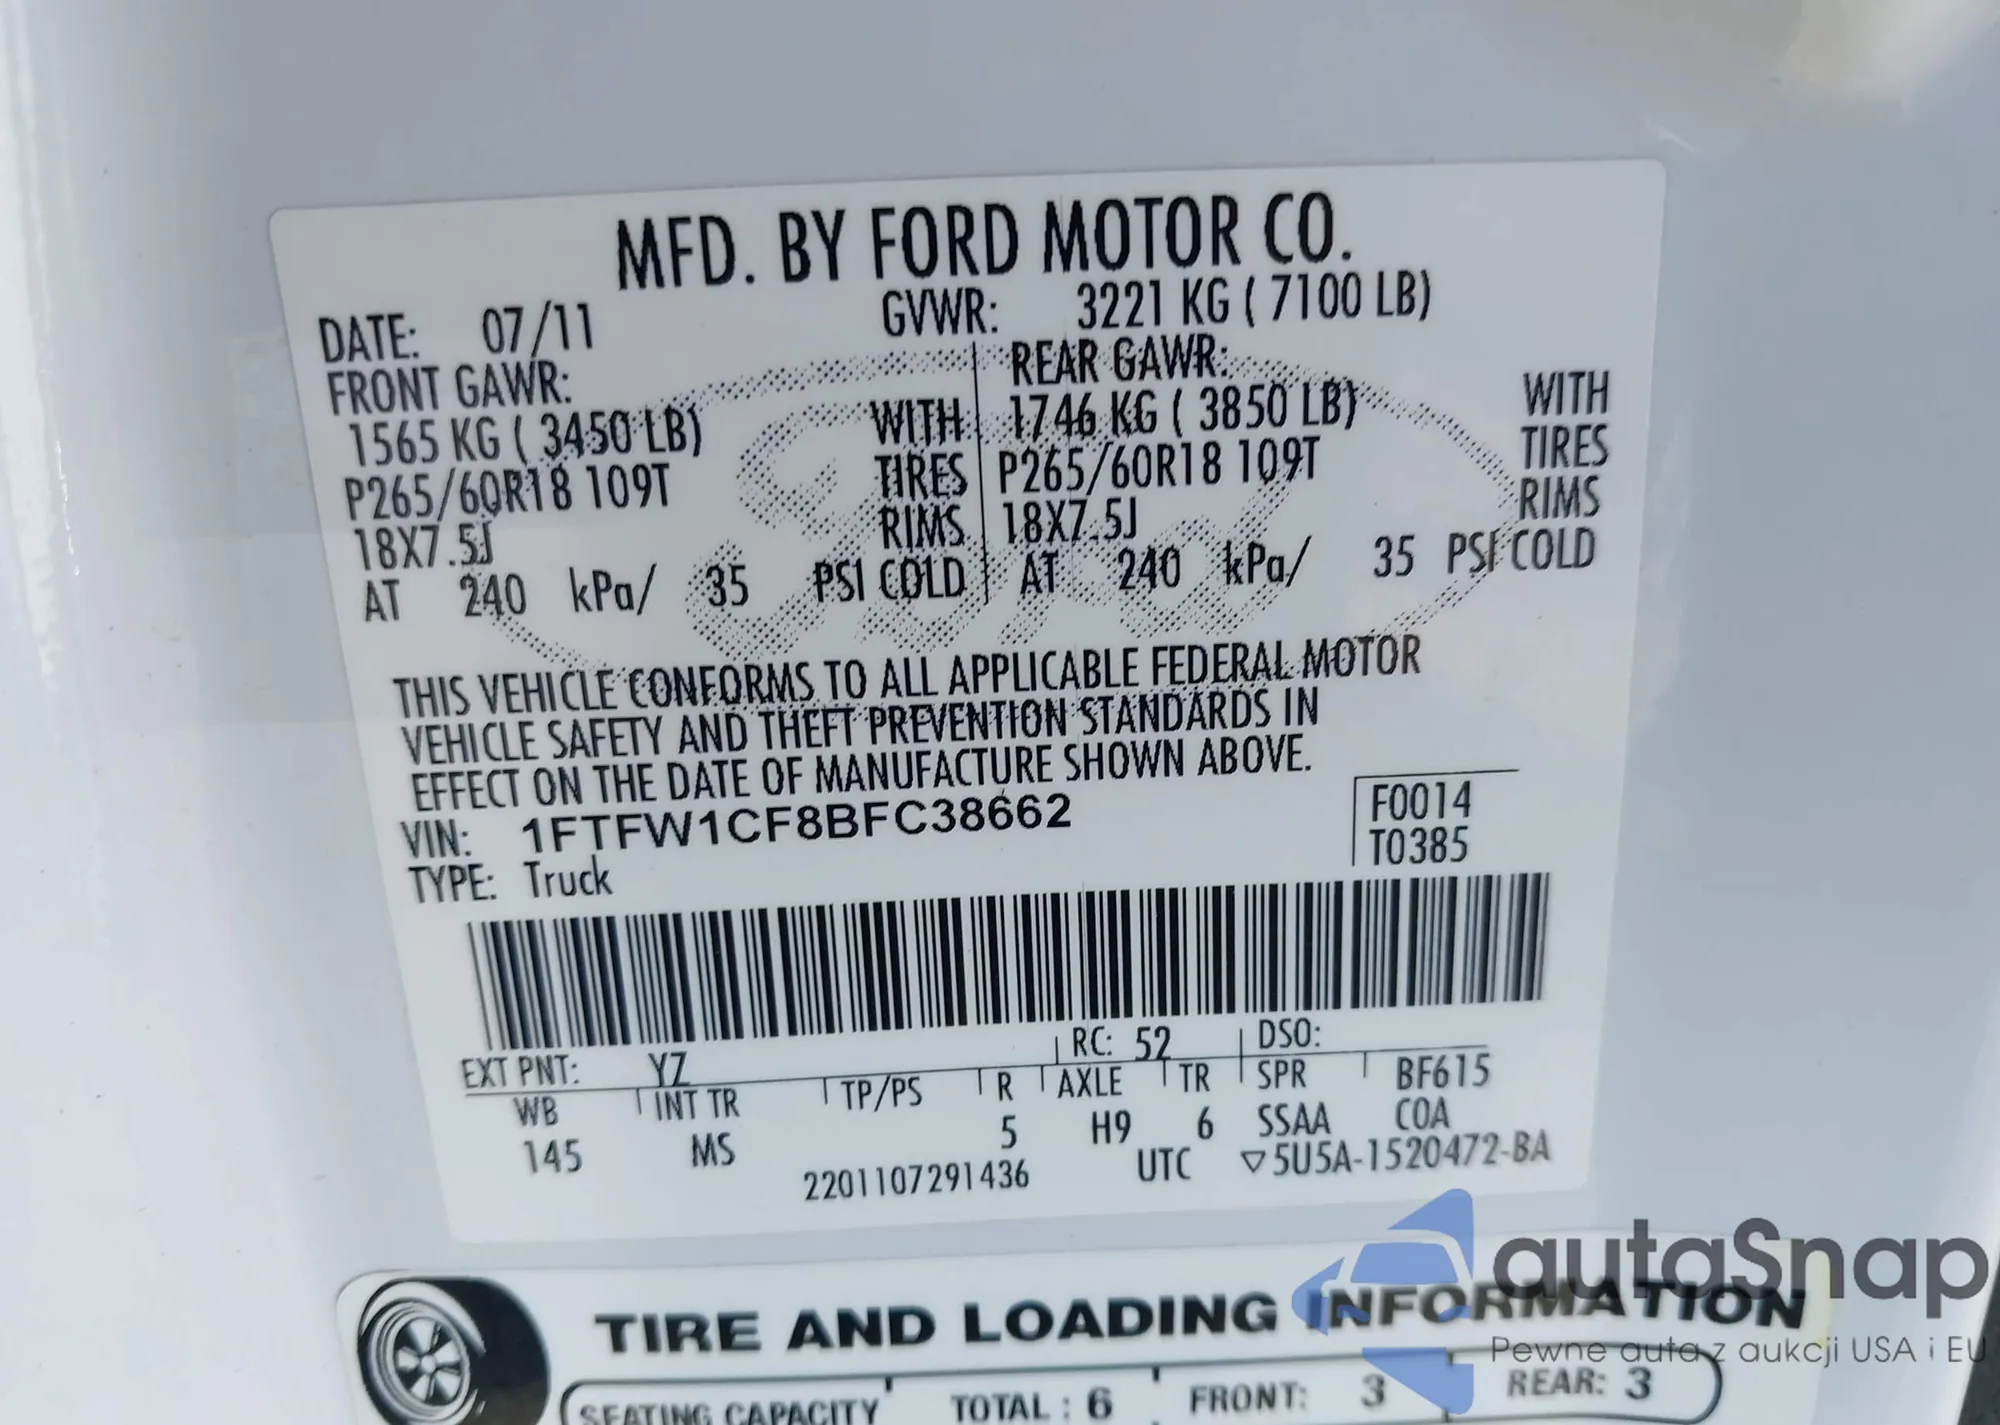 MFD. BY FORD MOTOR CO.
DATE: 07/11 GVWR: 3221 KG ( 7100 LB)
FRONT GAWR: REAR GAWR:
1565 KG ( 3450 LB) WITH 1746 KG ( 3850 LB) WITH
P265/60R18 109T TIRES P265/60R18 109T TIRES
18X7.5J RIMS 18X7.5J RIMS
AT 240 kPa/ 35 PSI COLD AT 240 kPa/ 35 PSI COLD
THIS VEHICLE CONFORMS TO ALL APPLICABLE FEDERAL MOTOR
VEHICLE SAFETY AND THEFT PREVENTION STANDARDS IN
EFFECT ON THE DATE OF MANUFACTURE SHOWN ABOVE.
VIN: 1FTFW1CF8BFC38662 F0014
TYPE: Truck T0385
EXT PNT: YZ RC: 52 DSO:
WB INT TR TP/PS R AXLE TR SPR BF615
145 MS 5 H9 6 SSAA COA
2201107291436 UTC ▽5U5A-1520472-BA
TIRE AND LOADING INFORMATION
SEATING CAPACITY TOTAL : 6 FRONT: 3 REAR: 3
autaSnap
Pewne auta z aukcji USA i EU